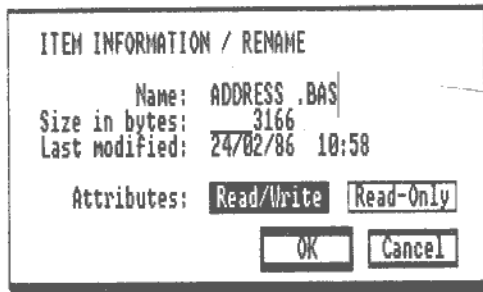 ITEM INFORMATION / RENAME
Name: ADDRESS .BAS
Size in bytes: ____3166
Last modified: 24/02/86 10:58
Attributes: Read/Write Read-Only
OK Cancel